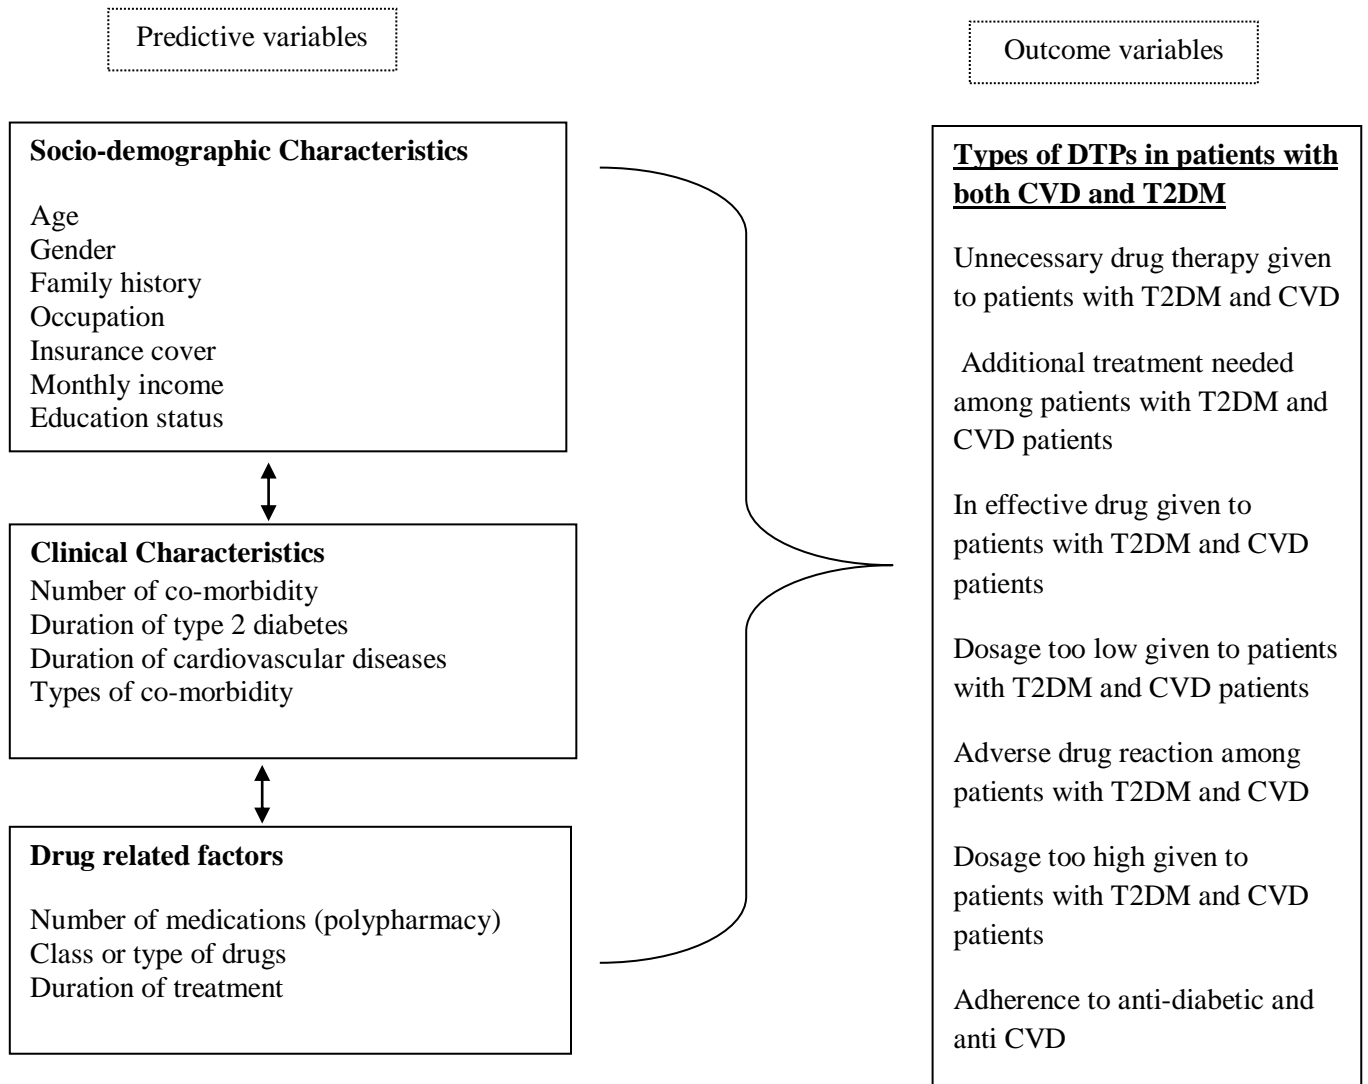 Predictive variables
Outcome variables
Socio-demographic Characteristics
Age
Gender
Family history
Occupation
Insurance cover
Monthly income
Education status
Clinical Characteristics
Number of co-morbidity
Duration of type 2 diabetes
Duration of cardiovascular diseases
Types of co-morbidity
Drug related factors
Number of medications (polypharmacy)
Class or type of drugs
Duration of treatment
Types of DTPs in patients with
both CVD and T2DM
Unnecessary drug therapy given
to patients with T2DM and CVD
Additional treatment needed
among patients with T2DM and
CVD patients
In effective drug given to
patients with T2DM and CVD
patients
Dosage too low given to patients
with T2DM and CVD patients
Adverse drug reaction among
patients with T2DM and CVD
Dosage too high given to
patients with T2DM and CVD
patients
Adherence to anti-diabetic and
anti CVD